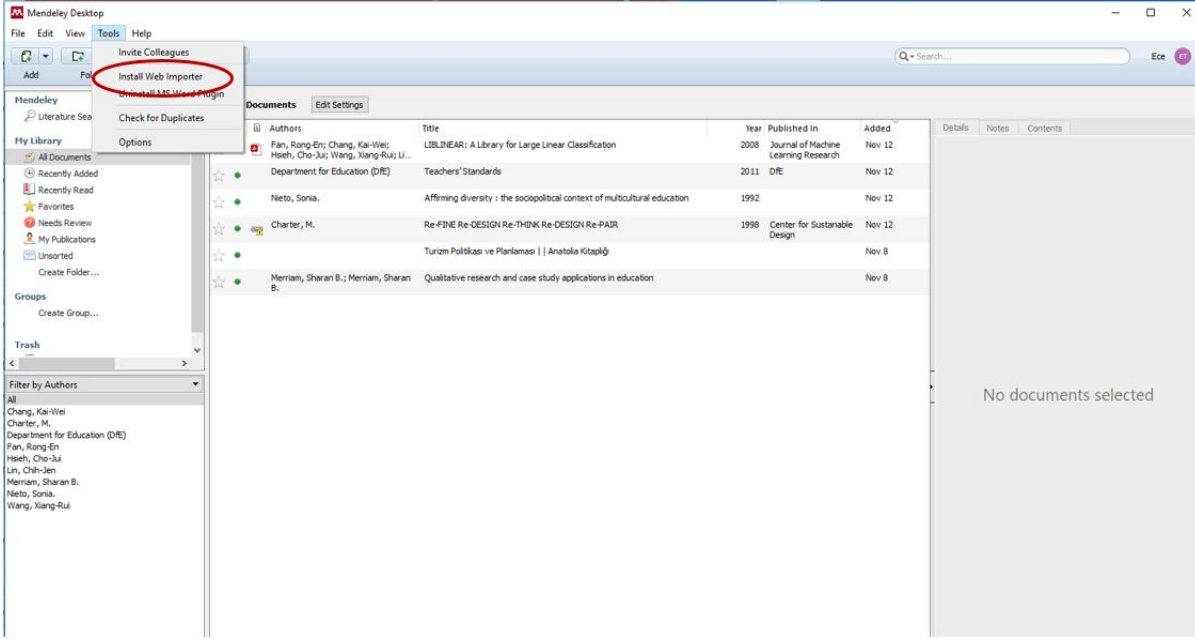 Mendeley Desktop
File Edit View Tools Help
Invite Colleagues
Install Web Importer
Uninstall MS Word Plugin
Check for Duplicates
Options
Add
Search...
Ece ET
Mendeley
Literature Sea
My Library
All Documents
Recently Added
Recently Read
Favorites
Needs Review
My Publications
Unsorted
Create Folder...
Groups
Create Group...
Trash
Filter by Authors
All
Chang, Kai-Wei
Charter, M.
Department for Education (DfE)
Fan, Rong-En
Hsieh, Cho-Jui
Lin, Chih-Jen
Merriam, Sharan B.
Nieto, Sonia.
Wang, Xiang-Rui
Documents Edit Settings
Authors Title Year Published In Added
Fan, Rong-En; Chang, Kai-Wei; LIBLINEAR: A Library for Large Linear Classification 2008 Journal of Machine Nov 12
Hsieh, Cho-Jui; Wang, Xiang-Rui; Li... Learning Research
Department for Education (DfE) Teachers' Standards 2011 DfE Nov 12
Nieto, Sonia. Affirming diversity : the sociopolitical context of multicultural education 1992 Nov 12
Charter, M. Re-FINE Re-DESIGN Re-THINK Re-DESIGN Re-PAIR 1998 Center for Sustanable Nov 12
Design
Turizm Politikası ve Planlaması | | Anatolia Kitaplığı Nov 8
Merriam, Sharan B.; Merriam, Sharan Qualitative research and case study applications in education Nov 8
B.
Details Notes Contents
No documents selected